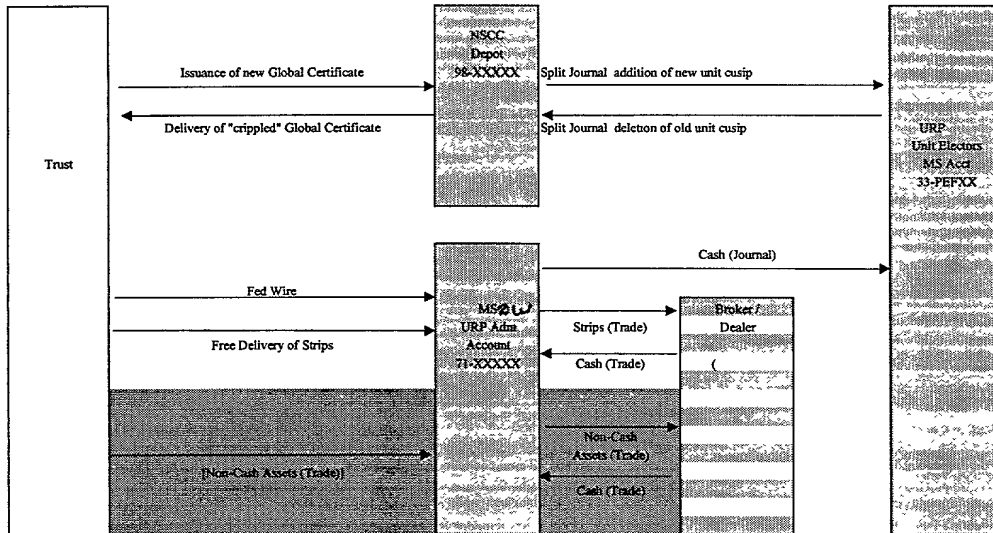 NSCC
Depot
98-XXXXX
Issuance of new Global Certificate
Split Journal addition of new unit cusip
Delivery of "crippled" Global Certificate
Split Journal deletion of old unit cusip
Trust
URP
Unit Electors
MS Acct
33-PEFXX
Cash (Journal)
Fed Wire
MS
URP Adm
Account
71-XXXXX
Strips (Trade)
Broker /
Dealer
Free Delivery of Strips
Cash (Trade)
(
Non-Cash
Assets (Trade)
[Non-Cash Assets (Trade)]
Cash (Trade)